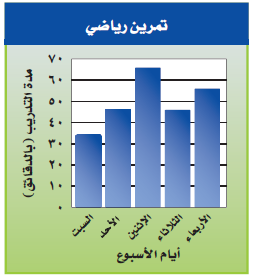 تمرين رياضي
مدة التدريب (بالدقائق)
٧٠
٦٠
٥٠
٤٠
٣٠
٢٠
١٠
٠
السبت
الأحد
الإثنين
الثلاثاء
الأربعاء
أيام الأسبوع